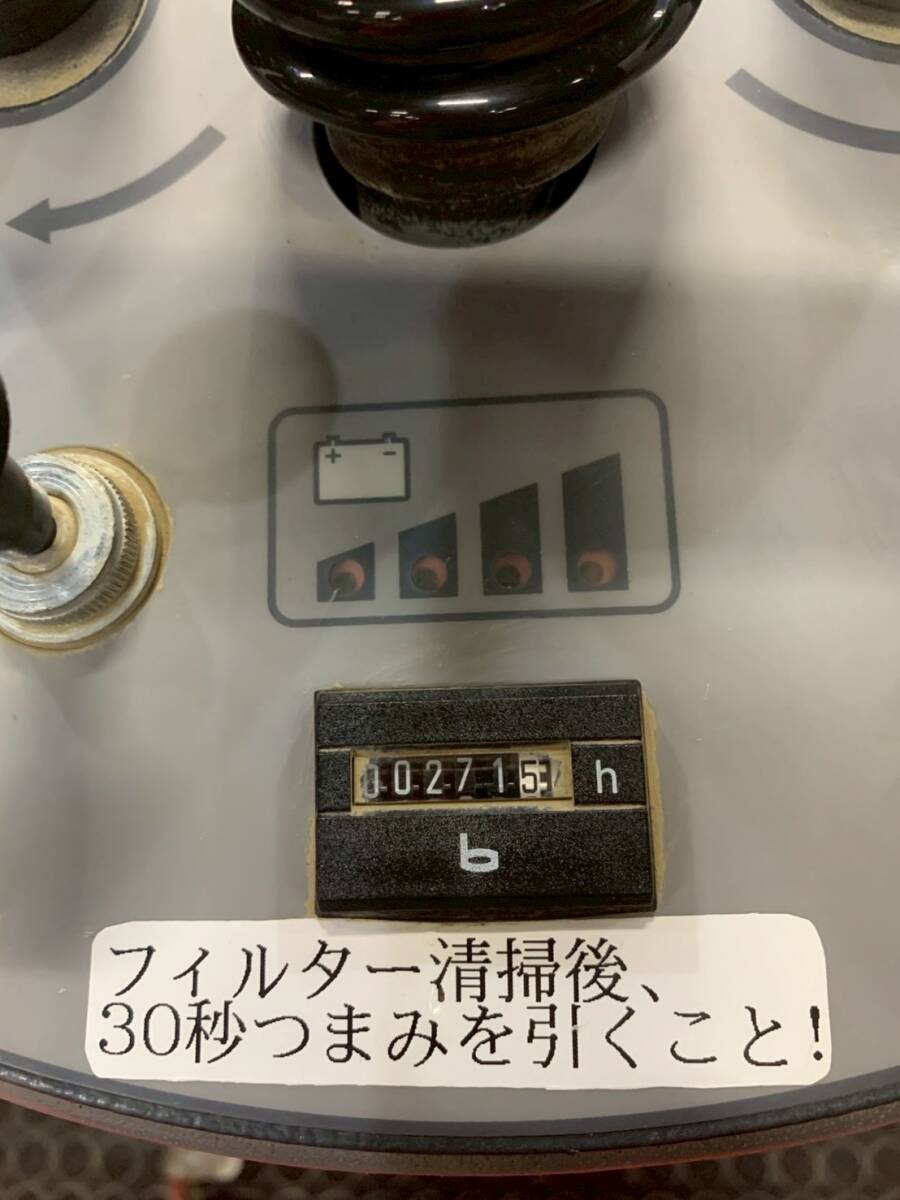 + -
002715 h
b
フィルター清掃後、
30秒つまみを引くこと!